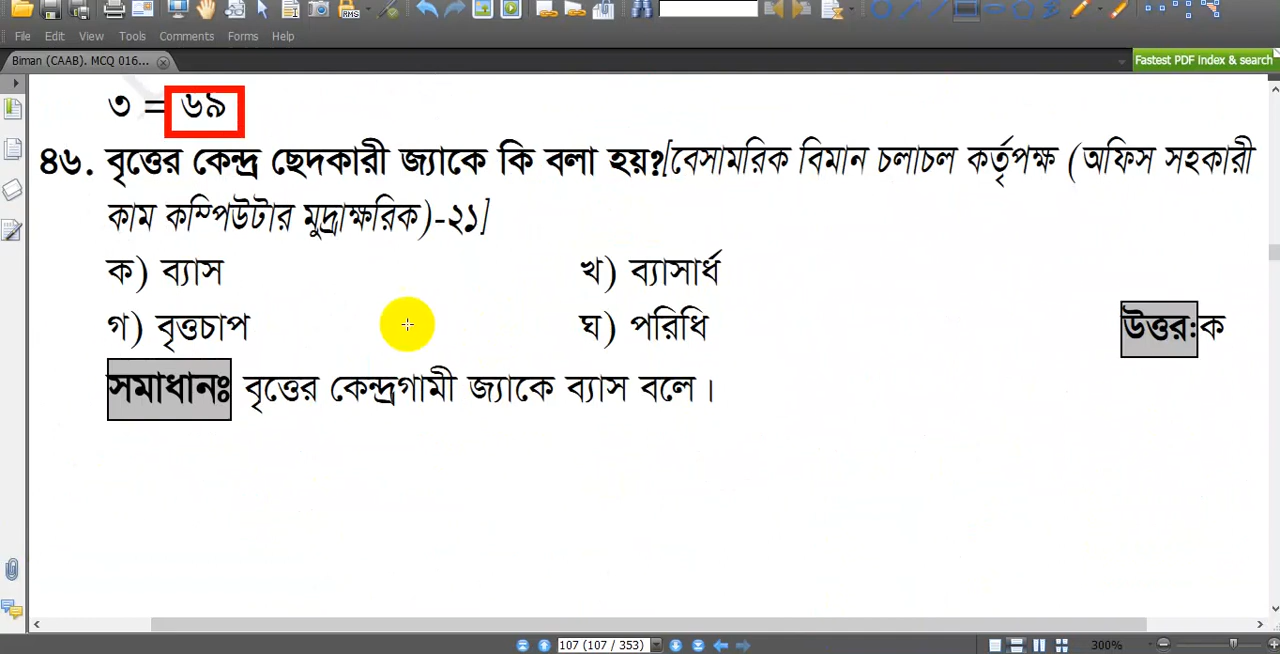 File Edit View Tools Comments Forms Help
Biman (CAAB). MCQ 016...
Fastest PDF Index & search
৩ = ৬৯
৪৬. বৃত্তের কেন্দ্র ছেদকারী জ্যাকে কি বলা হয়?[বেসামরিক বিমান চলাচল কর্তৃপক্ষ (অফিস সহকারী
কাম কম্পিউটার মুদ্রাক্ষরিক)-২১]
ক) ব্যাস খ) ব্যাসার্ধ
গ) বৃত্তচাপ ঘ) পরিধি উত্তর:ক
সমাধানঃ বৃত্তের কেন্দ্রগামী জ্যাকে ব্যাস বলে।
107 (107 / 353) 300%